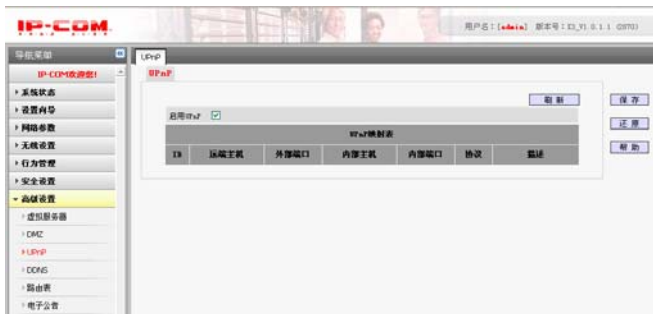 IP-COM
用户名：[admin] 版本号：
导航菜单
UPnP
IP-COM欢迎您!
UPnP
系统状态
设置向导
网络参数
无线设置
行为管理
安全设置
高级设置
虚拟服务器
DMZ
UPnP
DDNS
路由表
电子公告
刷 新
启用UPnP
UPnP映射表
ID 远端主机 外部端口 内部主机 内部端口 协议 描述
保 存
还 原
帮 助